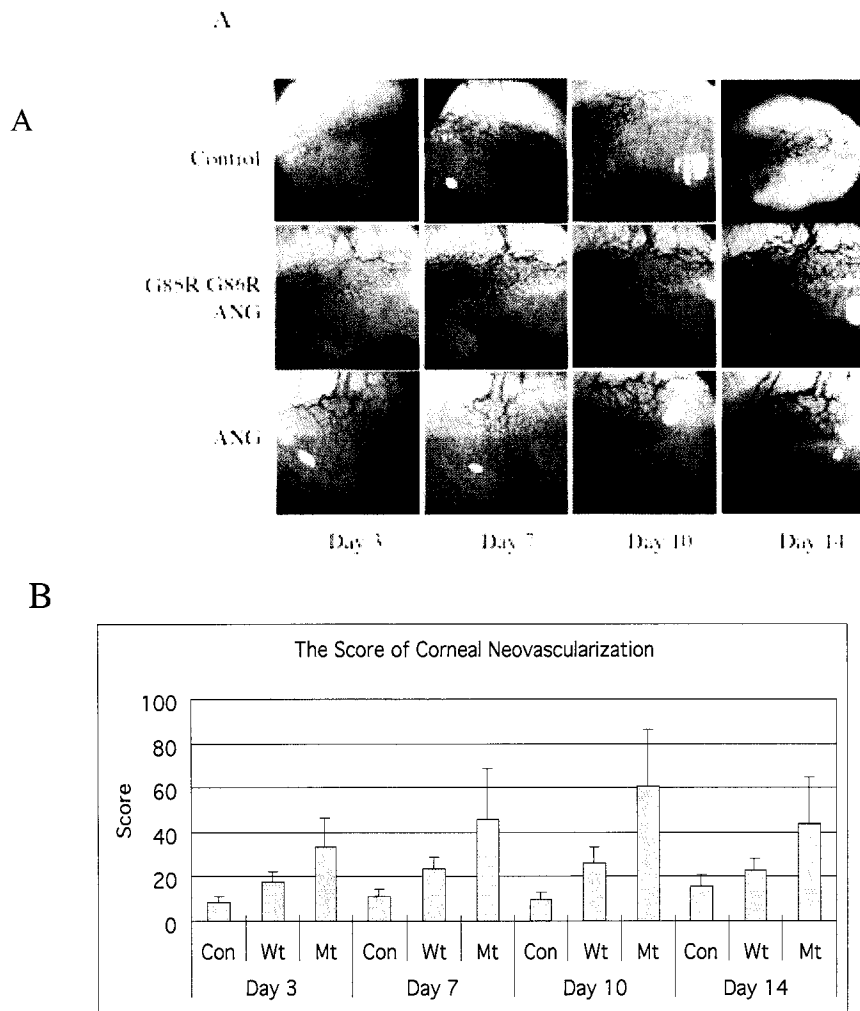 A
A
Control
G85R G86R
ANG
ANG
Day 3 Day 7 Day 10 Day 14
B
The Score of Corneal Neovascularization
100
80
60
40
20
0
Score
Con Wt Mt Con Wt Mt Con Wt Mt Con Wt Mt
Day 3 Day 7 Day 10 Day 14